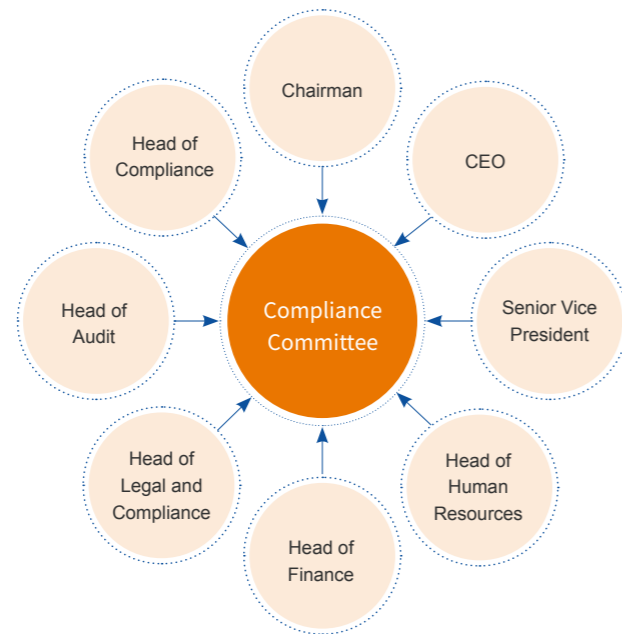 Chairman
CEO
Senior Vice
President
Head of
Human
Resources
Head of
Finance
Head of
Legal and
Compliance
Head of
Audit
Head of
Compliance
Compliance
Committee